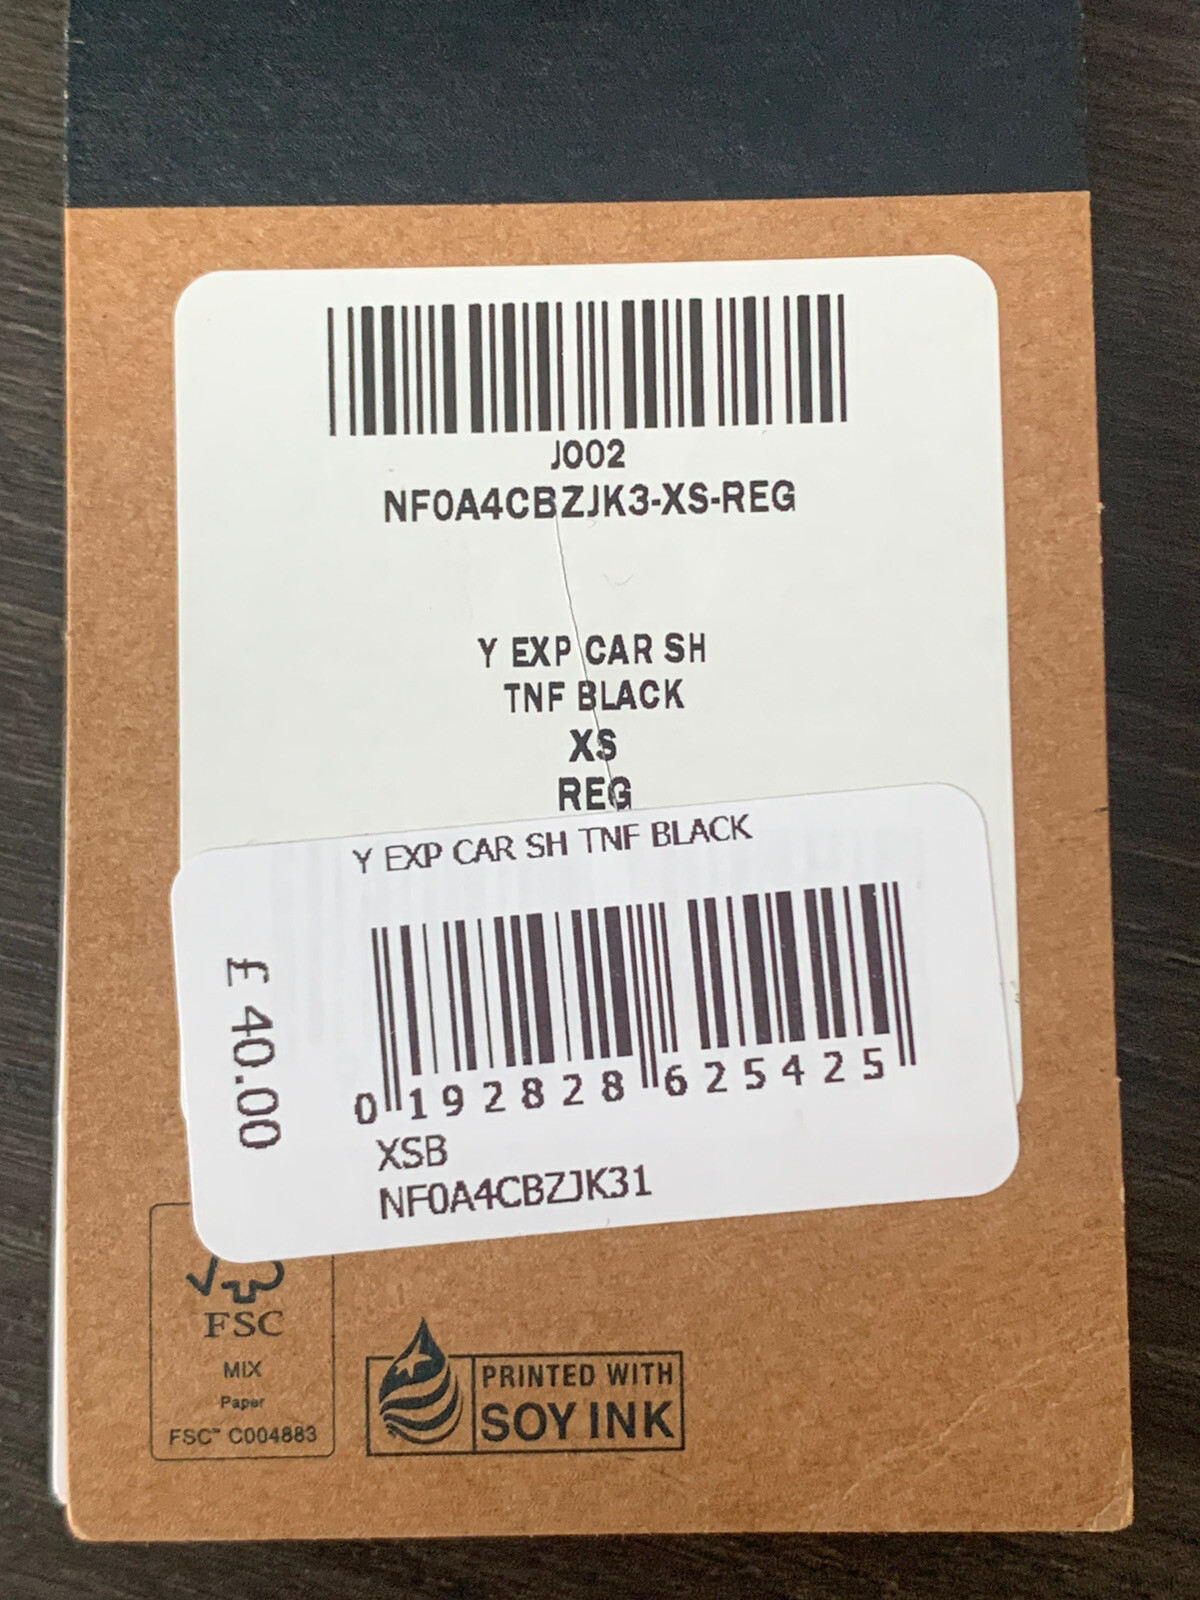 J002
NF0A4CBZJK3-XS-REG
Y EXP CAR SH
TNF BLACK
XS
REG
Y EXP CAR SH TNF BLACK
£ 40.00
0 192828 625425
XSB
NF0A4CBZJK31
FSC
MIX
Paper
FSC™ C004883
PRINTED WITH
SOY INK